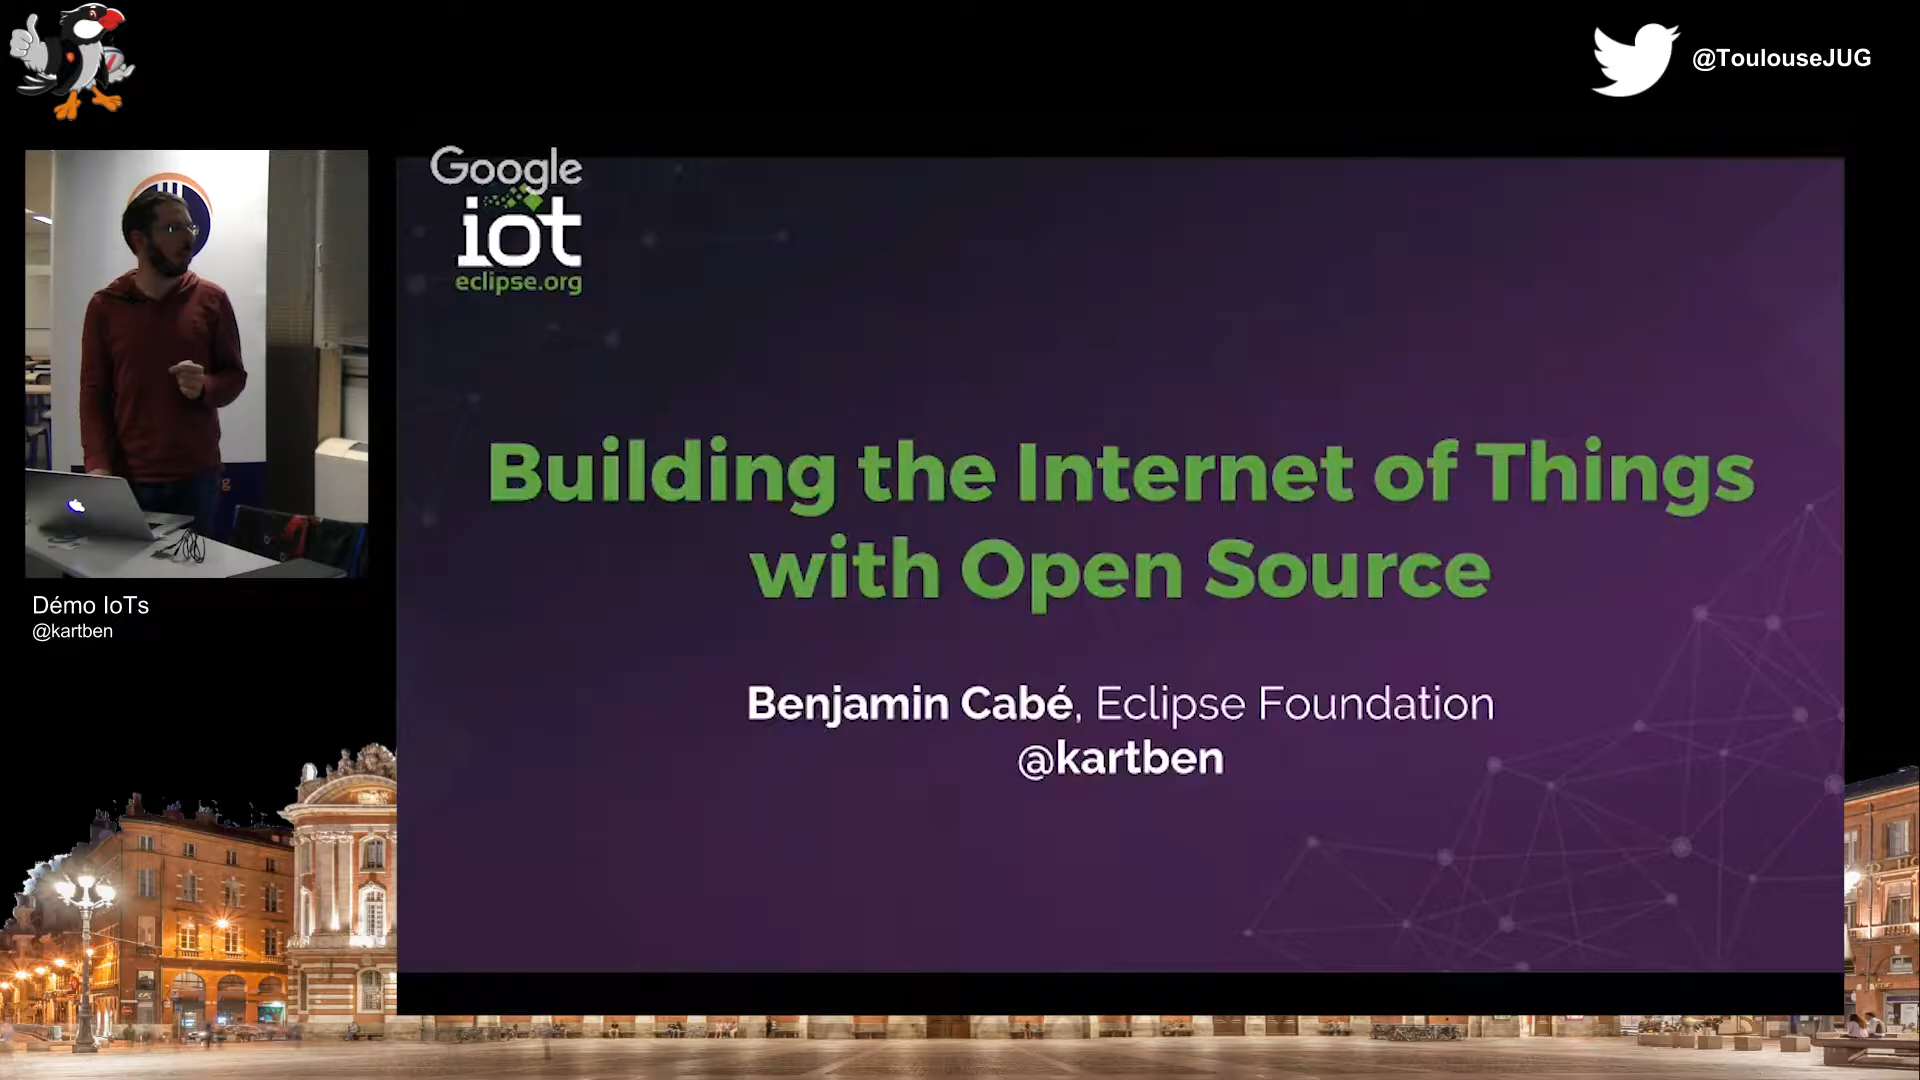 @ToulouseJUG
Google
iot
eclipse.org
Building the Internet of Things
with Open Source
Benjamin Cabé, Eclipse Foundation
@kartben
Démo IoTs
@kartben